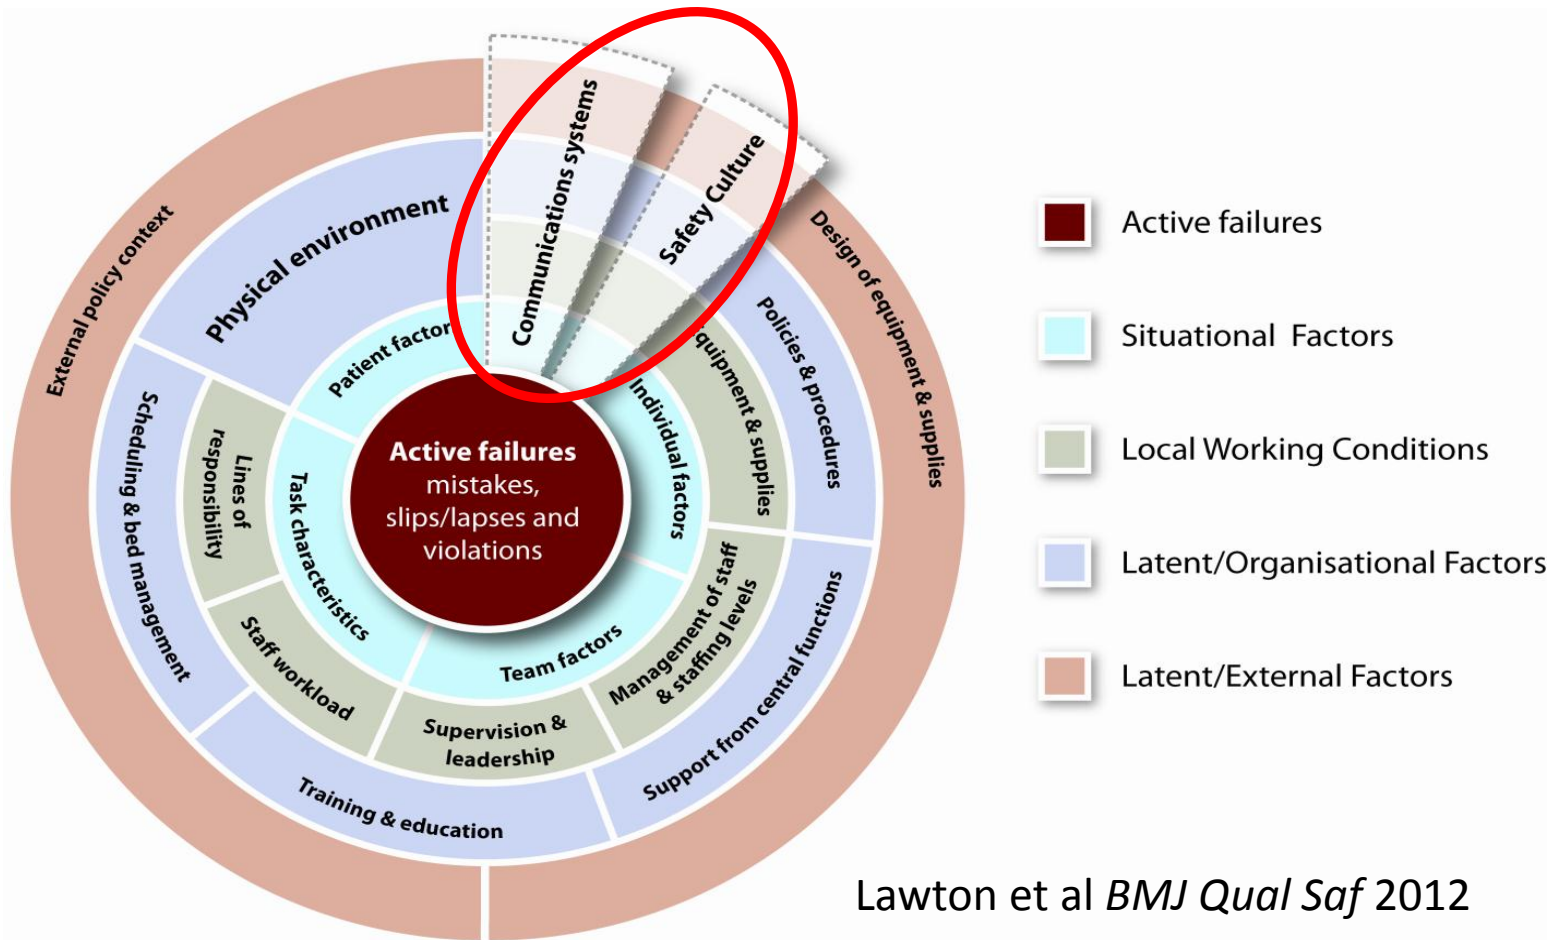 Communications systems
Safety Culture
External policy context
Physical environment
Design of equipment & supplies
Policies & procedures
Patient factor
quipment & supplies
Individual factors
Scheduling & bed management
Lines of
responsibility
Task characteristics
Active failures
mistakes,
slips/lapses and
violations
Staff workload
Team factors
Management of staff
& staffing levels
Supervision &
leadership
Support from central functions
Training & education
Active failures
Situational Factors
Local Working Conditions
Latent/Organisational Factors
Latent/External Factors
Lawton et al BMJ Qual Saf 2012